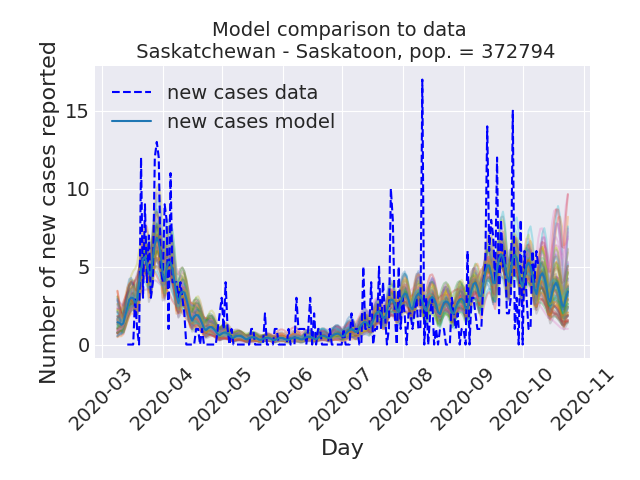 Model comparison to data
Saskatchewan - Saskatoon, pop. = 372794
Number of new cases reported
15
10
5
0
new cases data
new cases model
2020-03
2020-04
2020-05
2020-06
2020-07
2020-08
2020-09
2020-10
2020-11
Day